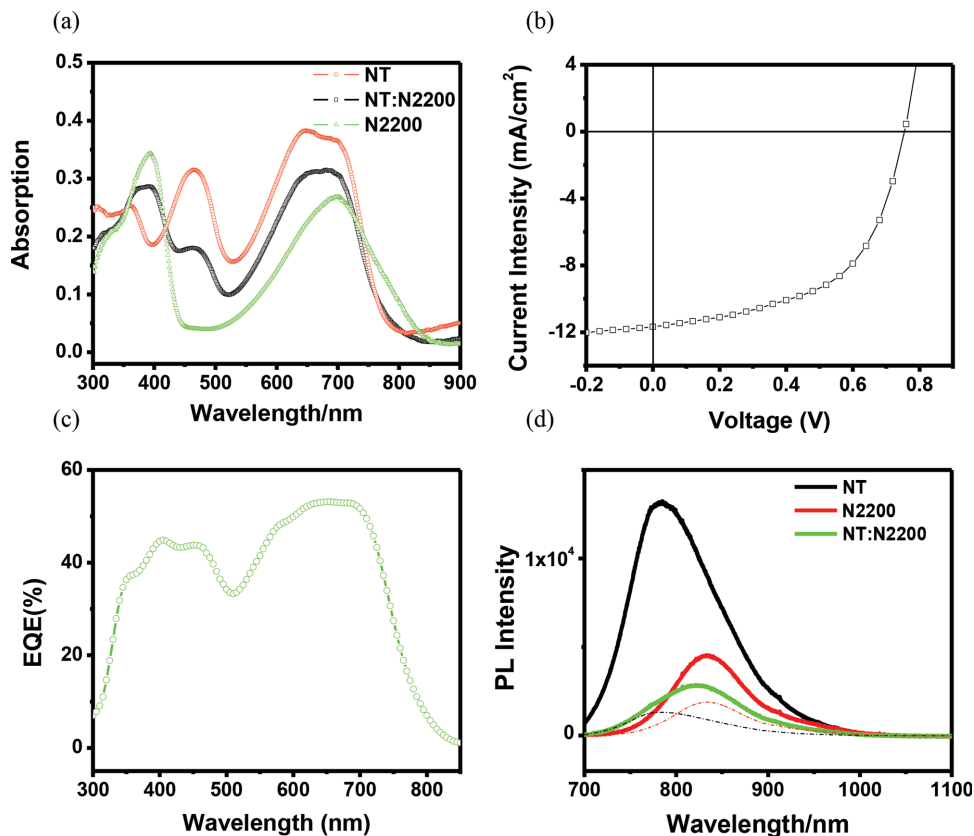 (a)
0.5
0.4
0.3
0.2
0.1
0.0
Absorption
NT
NT:N2200
N2200
300 400 500 600 700 800 900
Wavelength/nm
(b)
4
0
-4
-8
-12
Current Intensity (mA/cm²)
-0.2 0.0 0.2 0.4 0.6 0.8
Voltage (V)
(c)
60
40
20
0
EQE(%)
300 400 500 600 700 800
Wavelength (nm)
(d)
1x10⁴
0
PL Intensity
NT
N2200
NT:N2200
700 800 900 1000 1100
Wavelength/nm